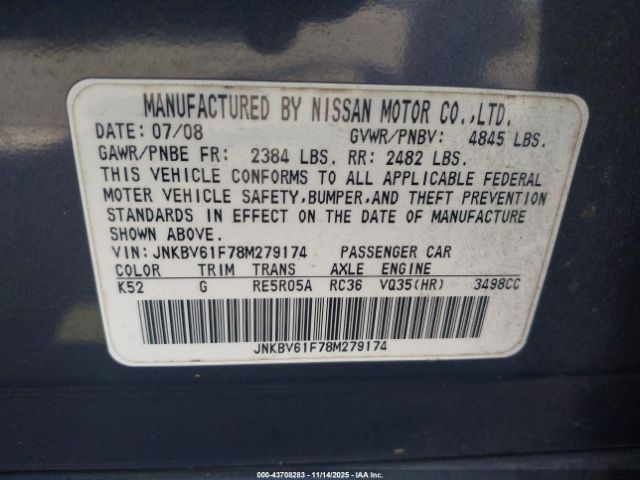 MANUFACTURED BY NISSAN MOTOR CO.,LTD.
DATE: 07/08 GVWR/PNBV: 4845 LBS.
GAWR/PNBE FR: 2384 LBS. RR: 2482 LBS.
THIS VEHICLE CONFORMS TO ALL APPLICABLE FEDERAL
MOTOR VEHICLE SAFETY,BUMPER,AND THEFT PREVENTION
STANDARDS IN EFFECT ON THE DATE OF MANUFACTURE
SHOWN ABOVE.
VIN: JNKBV61F78M279174 PASSENGER CAR
COLOR TRIM TRANS AXLE ENGINE
K52 G RE5R05A RC36 VQ35(HR) 3498CC
JNKBV61F78M279174
000-43708283 - 11/14/2025 - iaai.com